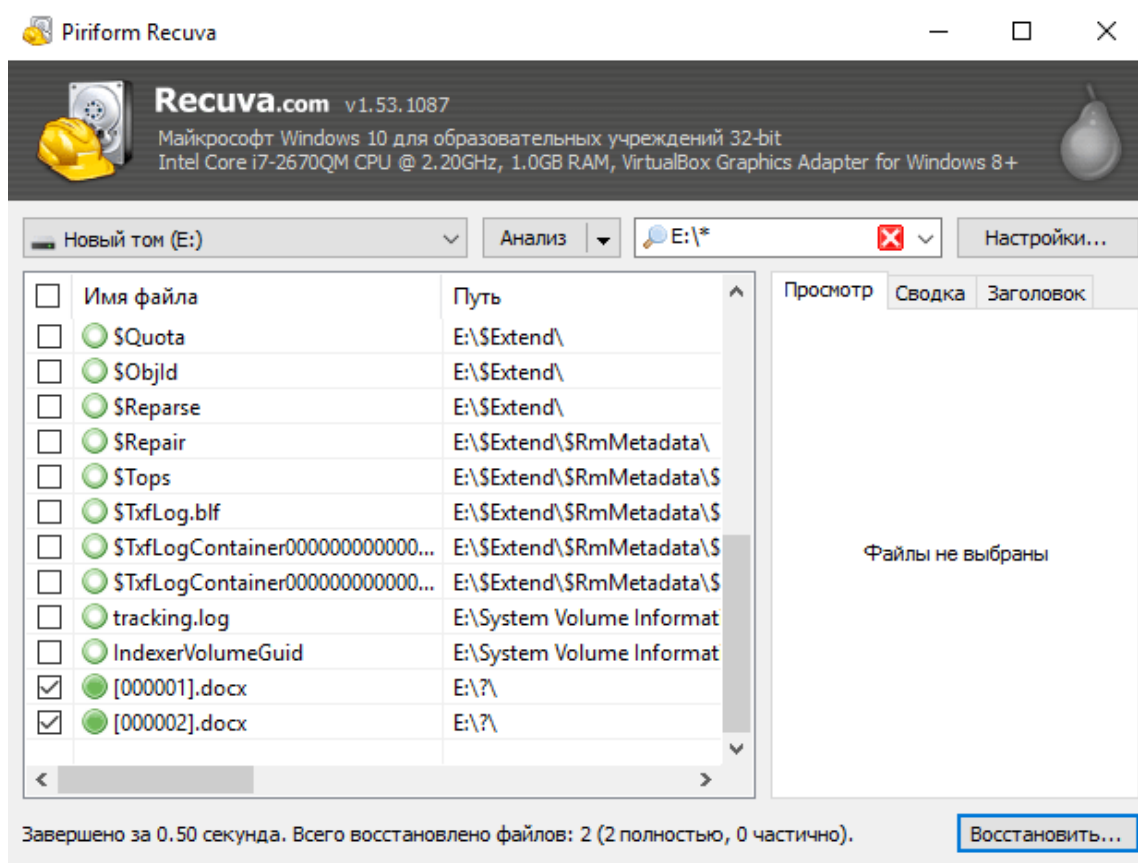 Piriform Recuva
Recuva.com v1.53.1087
Майкрософт Windows 10 для образовательных учреждений 32-bit
Intel Core i7-2670QM CPU @ 2.20GHz, 1.0GB RAM, VirtualBox Graphics Adapter for Windows 8+
Новый том (E:)
Анализ
E:\*
Настройки...
Имя файла Путь
Просмотр Сводка Заголовок
$Quota E:\$Extend\
$ObjId E:\$Extend\
$Reparse E:\$Extend\
$Repair E:\$Extend\$RmMetadata\
$Tops E:\$Extend\$RmMetadata\$
$TxfLog.blf E:\$Extend\$RmMetadata\$
$TxfLogContainer000000000000... E:\$Extend\$RmMetadata\$
$TxfLogContainer000000000000... E:\$Extend\$RmMetadata\$
tracking.log E:\System Volume Informat
IndexerVolumeGuid E:\System Volume Informat
[000001].docx E:\?\
[000002].docx E:\?\
Файлы не выбраны
Завершено за 0.50 секунда. Всего восстановлено файлов: 2 (2 полностью, 0 частично).
Восстановить...